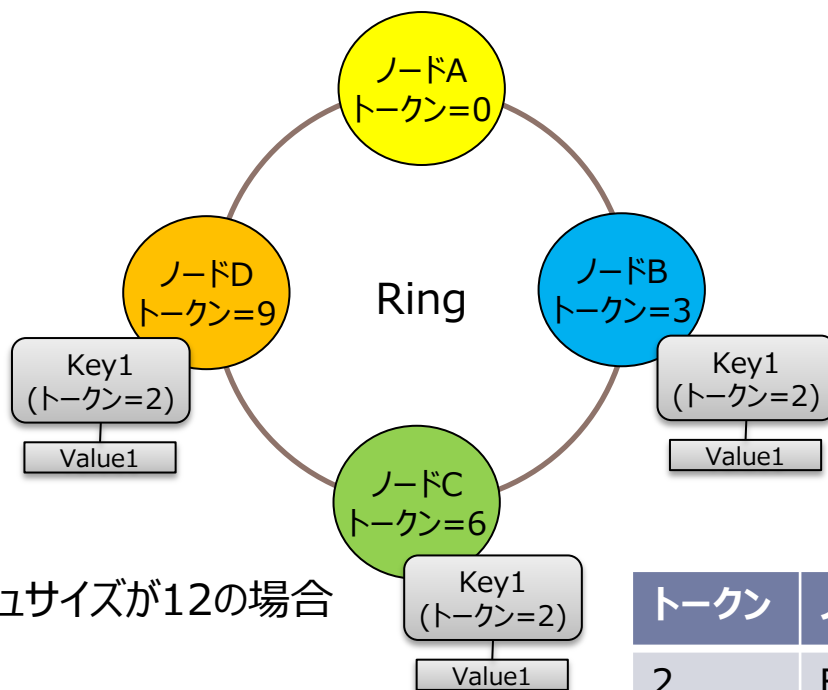 ノードA
トークン=0
ノードD
トークン=9
Ring
ノードB
トークン=3
Key1
(トークン=2)
Value1
Key1
(トークン=2)
Value1
ノードC
トークン=6
Key1
(トークン=2)
Value1
ュサイズが12の場合
トークン
2